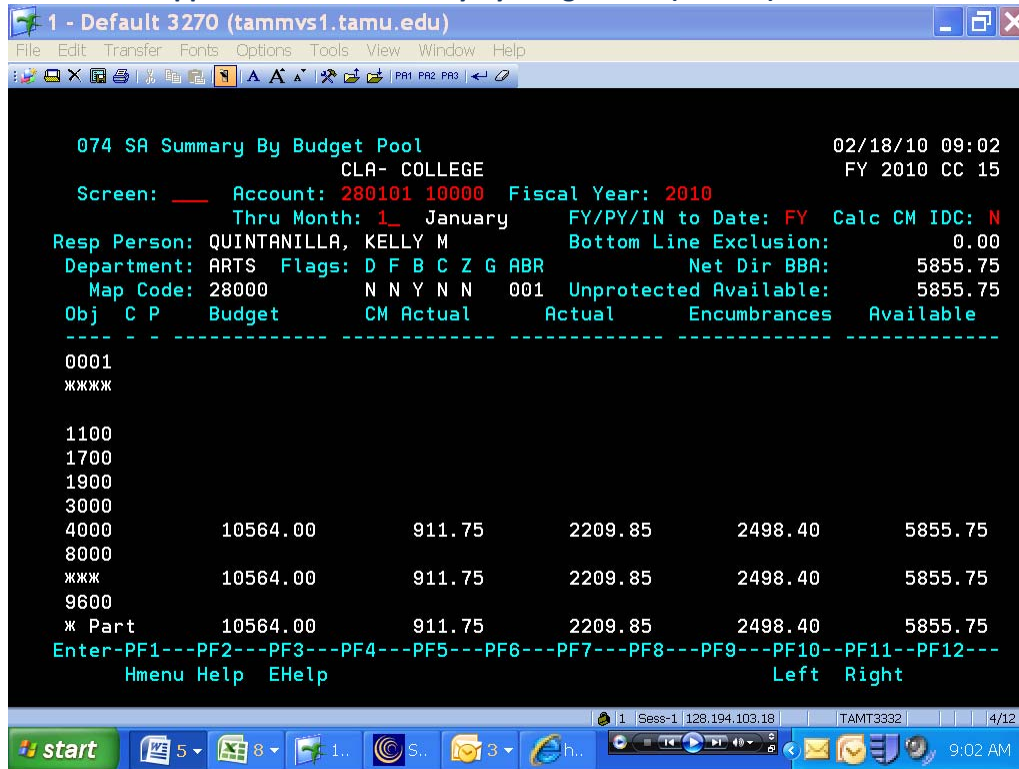 1 - Default 3270 (tammvs1.tamu.edu)
File Edit Transfer Fonts Options Tools View Window Help
PA1 PA2 PA3
074 SA Summary By Budget Pool 02/18/10 09:02
CLA- COLLEGE FY 2010 CC 15
Screen: ___ Account: 280101 10000 Fiscal Year: 2010
Thru Month: 1_ January FY/PY/IN to Date: FY Calc CM IDC: N
Resp Person: QUINTANILLA, KELLY M Bottom Line Exclusion: 0.00
Department: ARTS Flags: D F B C Z G ABR Net Dir BBA: 5855.75
Map Code: 28000 N N Y N N 001 Unprotected Available: 5855.75
Obj C P Budget CM Actual Actual Encumbrances Available
---- - - ------------- ------------- ------------- ------------- -------------
0001
****
1100
1700
1900
3000
4000 10564.00 911.75 2209.85 2498.40 5855.75
8000
*** 10564.00 911.75 2209.85 2498.40 5855.75
9600
* Part 10564.00 911.75 2209.85 2498.40 5855.75
Enter-PF1---PF2---PF3---PF4---PF5---PF6---PF7---PF8---PF9---PF10--PF11--PF12---
Hmenu Help EHelp Left Right
1 Sess-1 128.194.103.18 TAMT3332 4/12
start 5 8 1.. S.. 3 h.. 9:02 AM